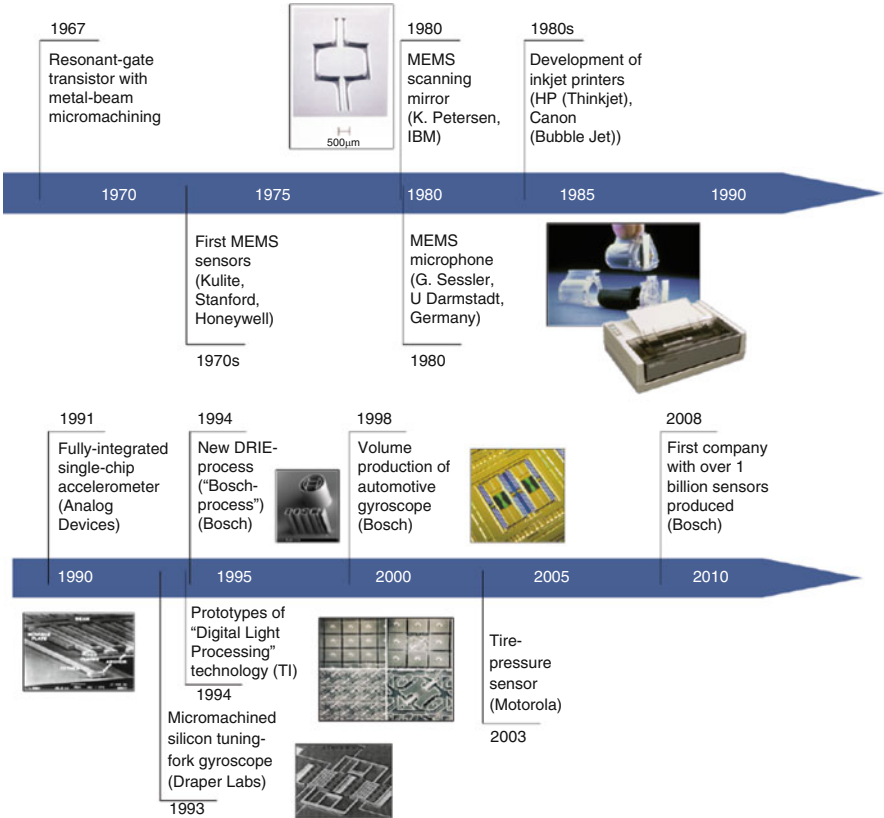 1967
Resonant-gate
transistor with
metal-beam
micromachining
500μm
1980
MEMS
scanning
mirror
(K. Petersen,
IBM)
1980s
Development of
inkjet printers
(HP (Thinkjet),
Canon
(Bubble Jet))
1970
1975
1980
1985
1990
First MEMS
sensors
(Kulite,
Stanford,
Honeywell)
1970s
MEMS
microphone
(G. Sessler,
U Darmstadt,
Germany)
1980
1991
Fully-integrated
single-chip
accelerometer
(Analog
Devices)
1994
New DRIE-
process
(“Bosch-
process”)
(Bosch)
BOSCH
1998
Volume
production of
automotive
gyroscope
(Bosch)
2008
First company
with over 1
billion sensors
produced
(Bosch)
1990
1995
2000
2005
2010
BEAM
Prototypes of
“Digital Light
Processing”
technology (TI)
1994
Micromachined
silicon tuning-
fork gyroscope
(Draper Labs)
1993
Tire-
pressure
sensor
(Motorola)
2003